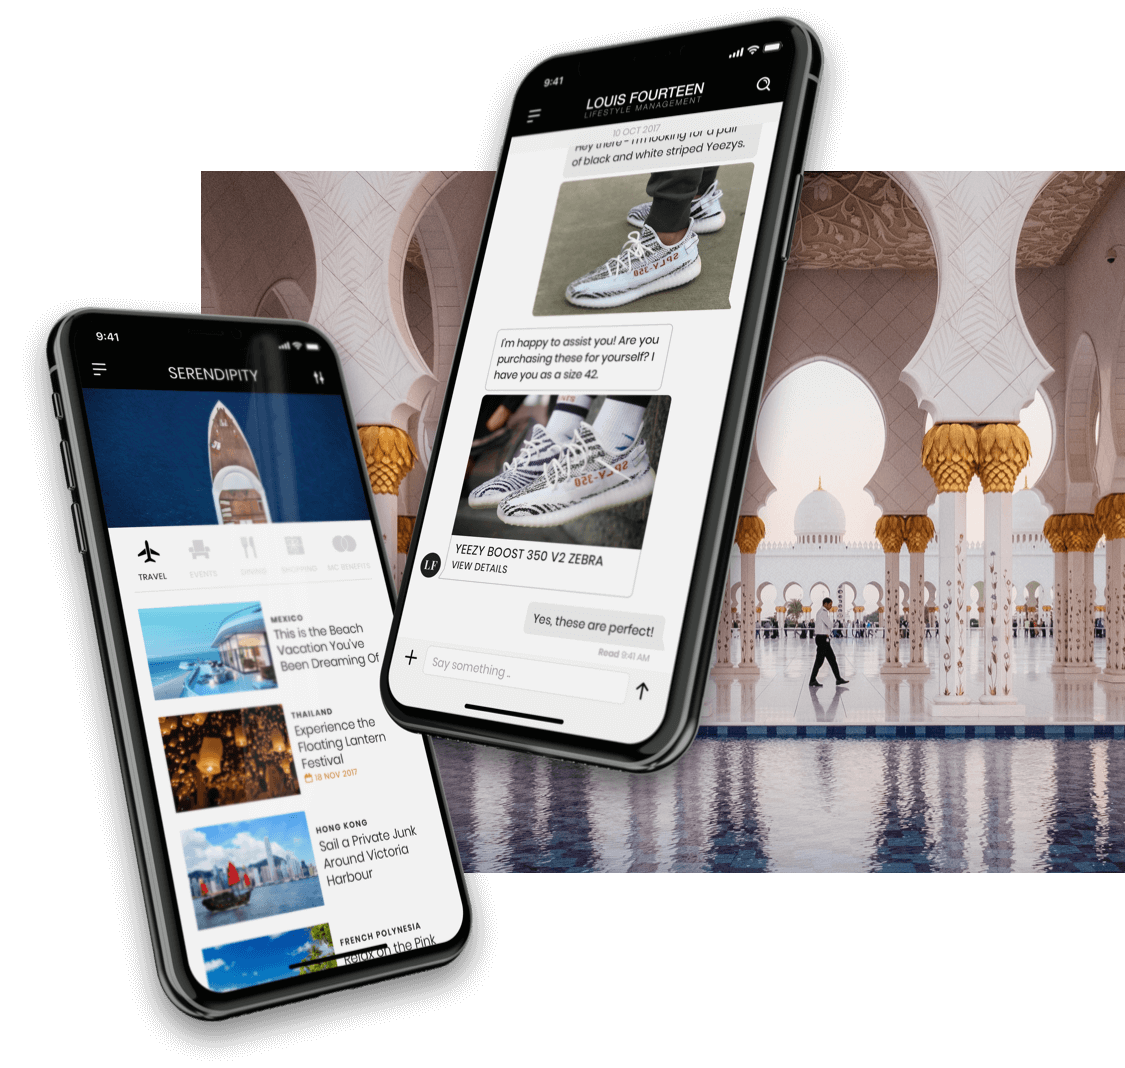 9:41
LOUIS FOURTEEN
LIFESTYLE MANAGEMENT
10 OCT 2017
Hey there - I'm looking for a pair
of black and white striped Yeezys.
SPLY-350
I'm happy to assist you! Are you
purchasing these for yourself? I
have you as a size 42.
SPLY-350
YEEZY BOOST 350 V2 ZEBRA
VIEW DETAILS
LF
Yes, these are perfect!
Read 9:41 AM
Say something ..
9:41
SERENDIPITY
TRAVEL
EVENTS
DINING
SHOPPING
MC BENEFITS
MEXICO
This is the Beach
Vacation You've
Been Dreaming Of
THAILAND
Experience the
Floating Lantern
Festival
18 NOV 2017
HONG KONG
Sail a Private Junk
Around Victoria
Harbour
FRENCH POLYNESIA
Relax on the Pink